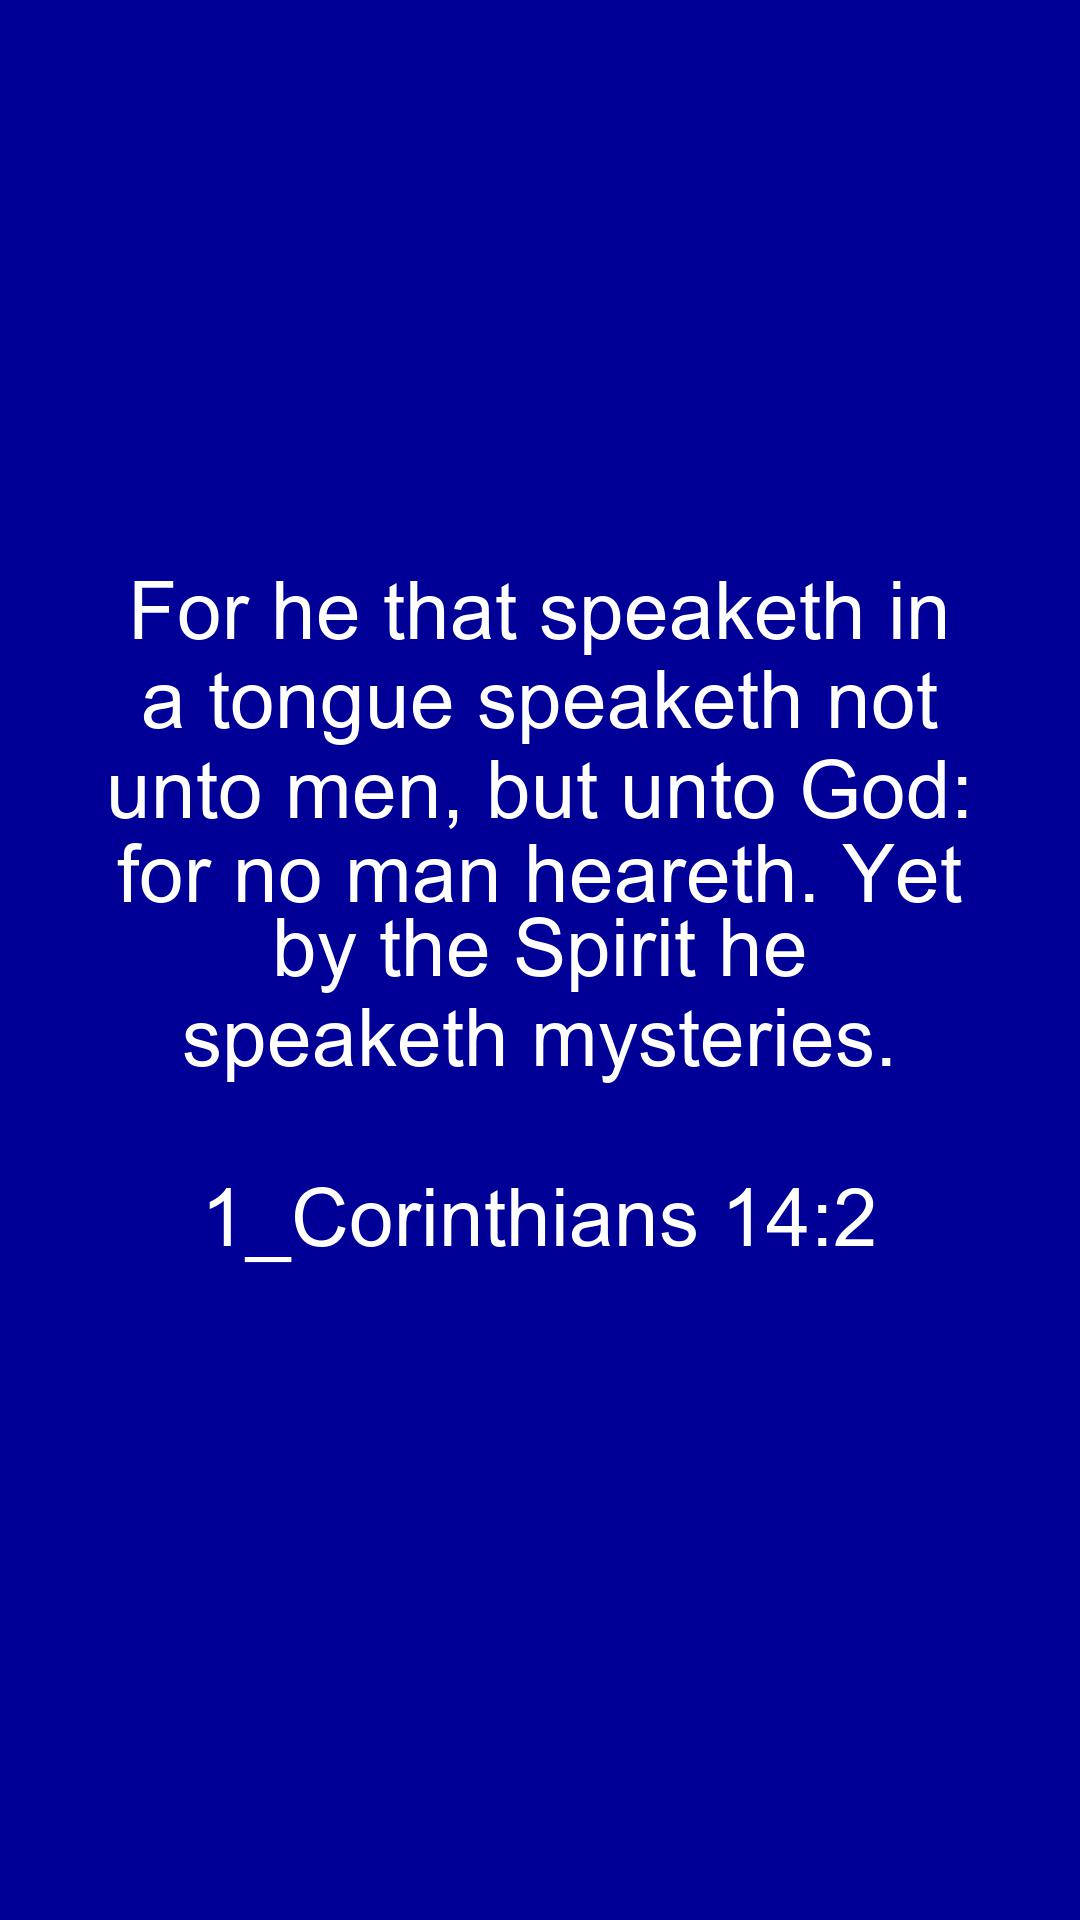 For he that speaketh in
a tongue speaketh not
unto men, but unto God:
for no man heareth. Yet
by the Spirit he
speaketh mysteries.
1_Corinthians 14:2